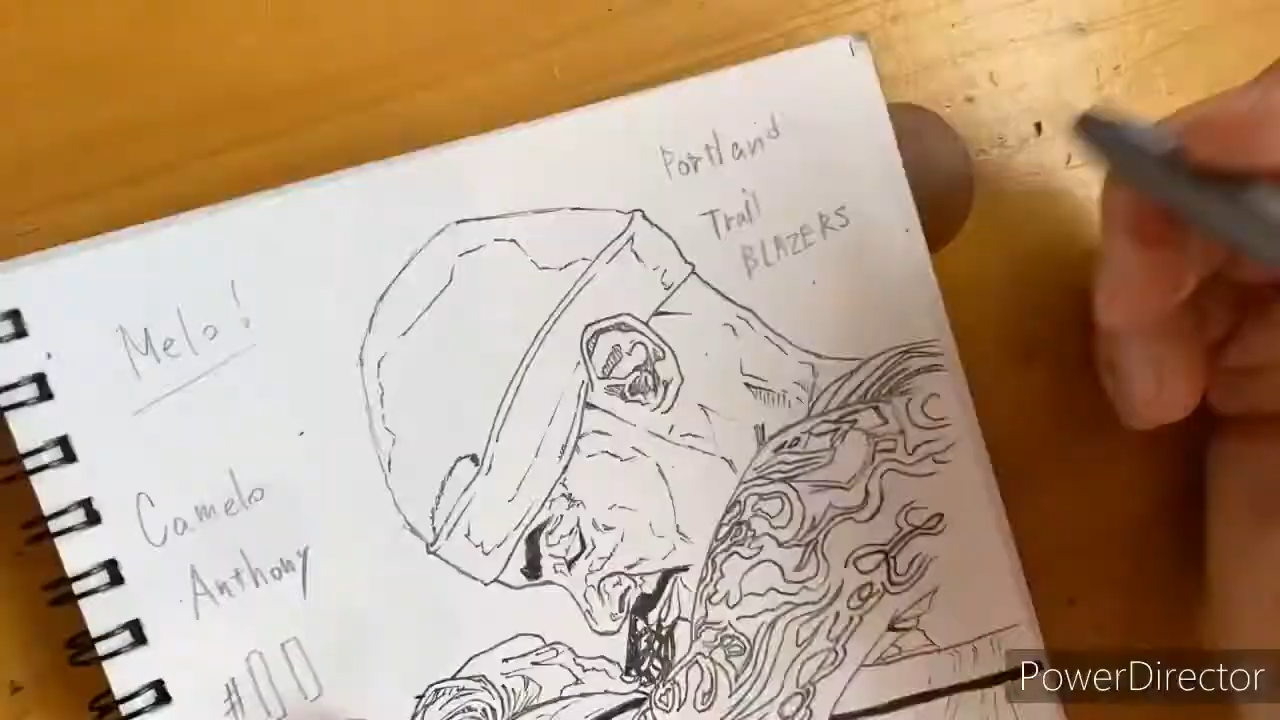 Portland
Trail
BLAZERS
Melo!
Camelo
Anthony
#00
PowerDirector